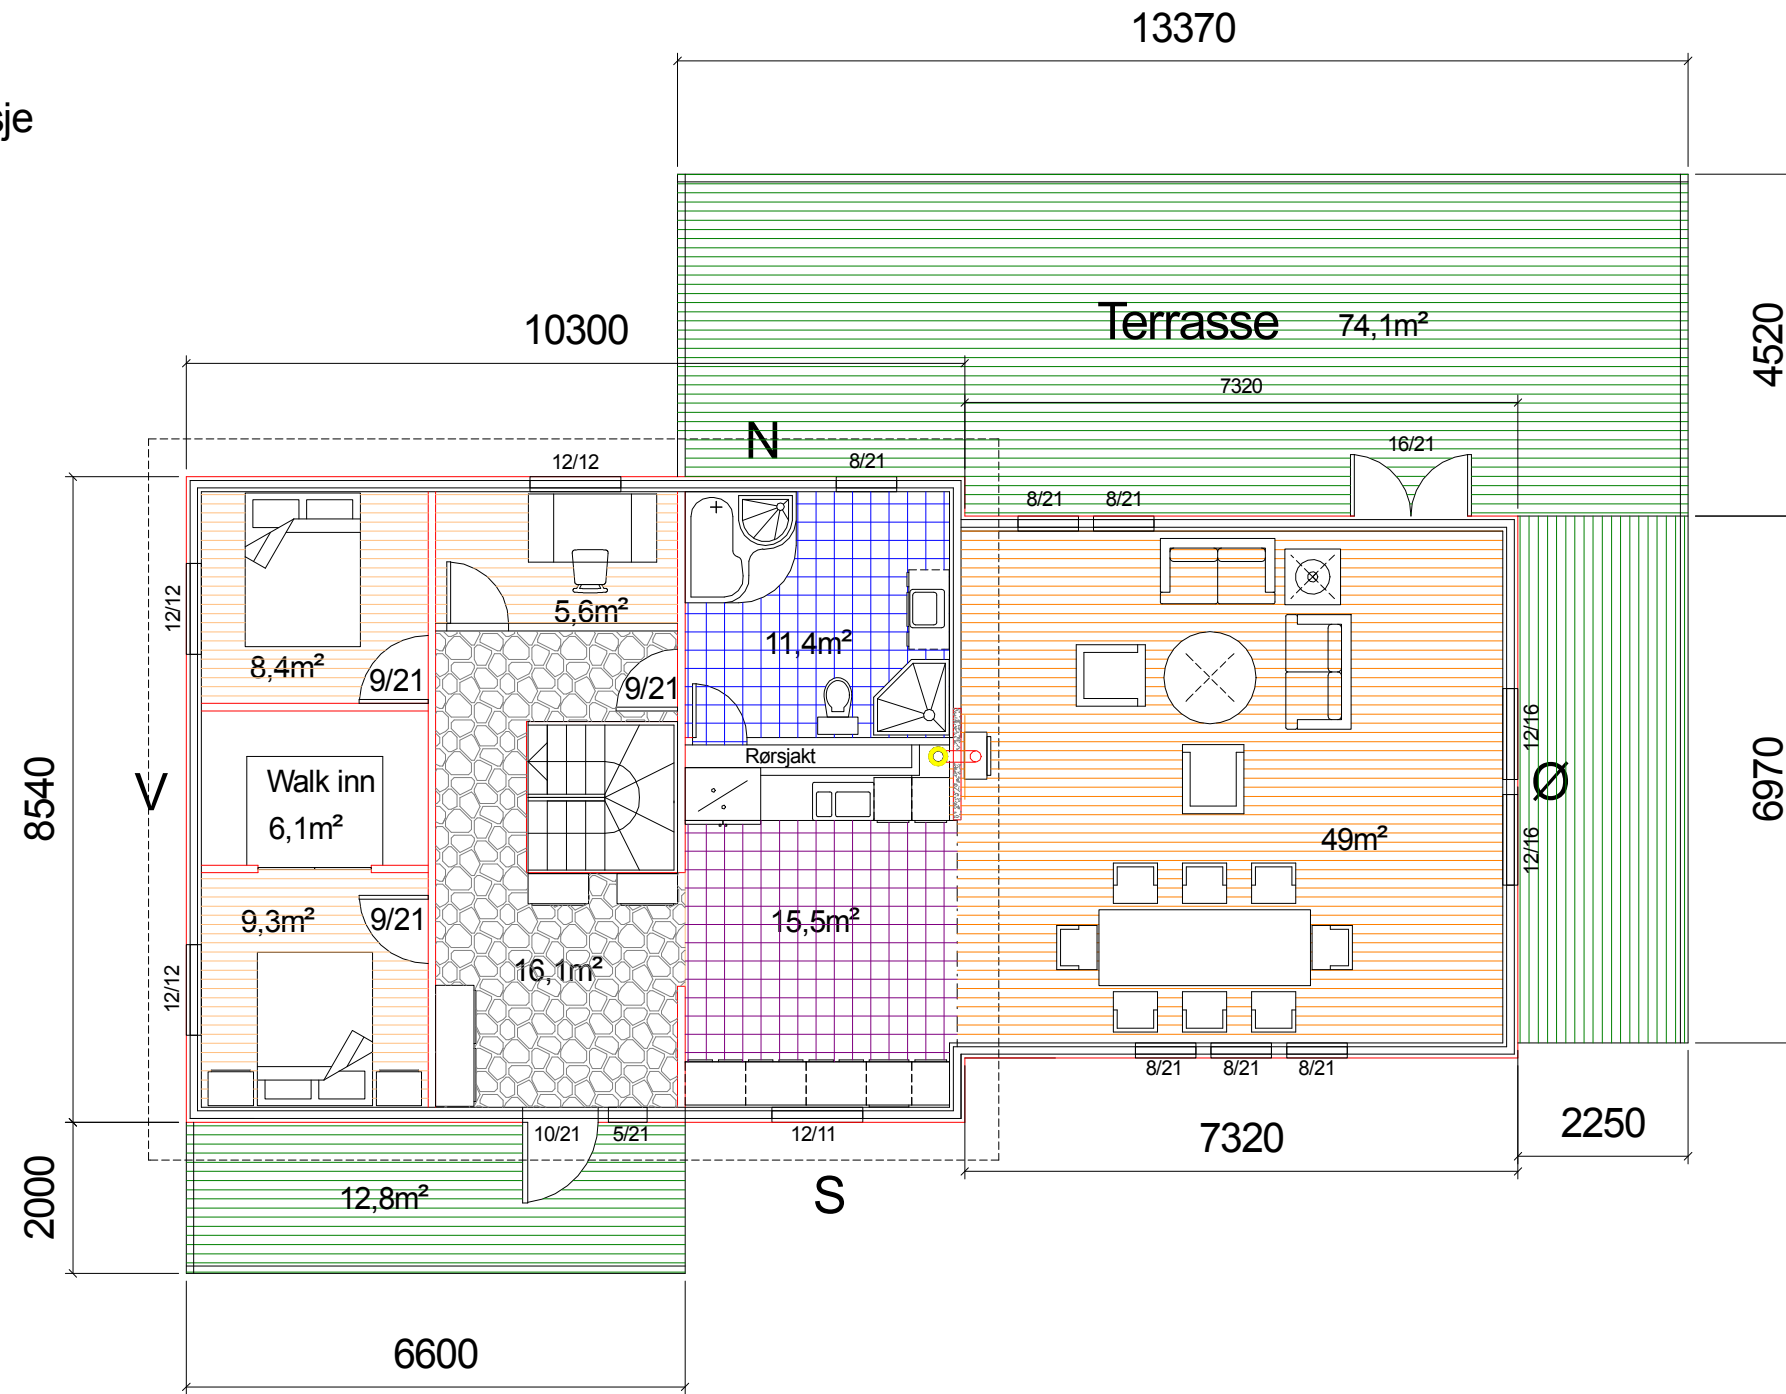 13370
sje
10300
Terrasse 74,1m²
4520
7320
N
16/21
12/12
8/21
8/21
8/21
12/12
5,6m²
11,4m²
8,4m²
9/21
9/21
12/16
Rørsjakt
V
Walk inn
6,1m²
Ø
8540
6970
49m²
12/16
9,3m²
9/21
15,5m²
16,1m²
12/12
8/21
8/21
8/21
10/21
5/21
12/11
7320
2250
2000
12,8m²
S
6600